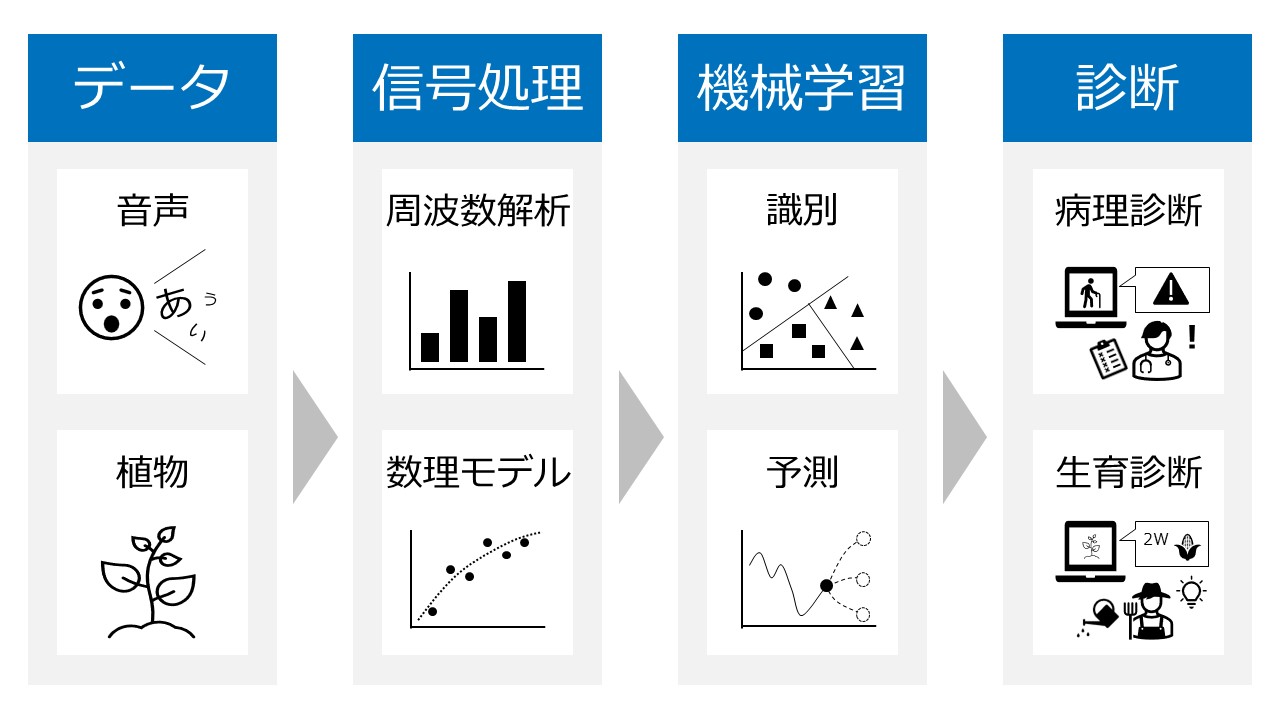 データ
音声
あ
ぅ
ぃ
植物
信号処理
周波数解析
数理モデル
機械学習
識別
予測
診断
病理診断
!
生育診断
2W